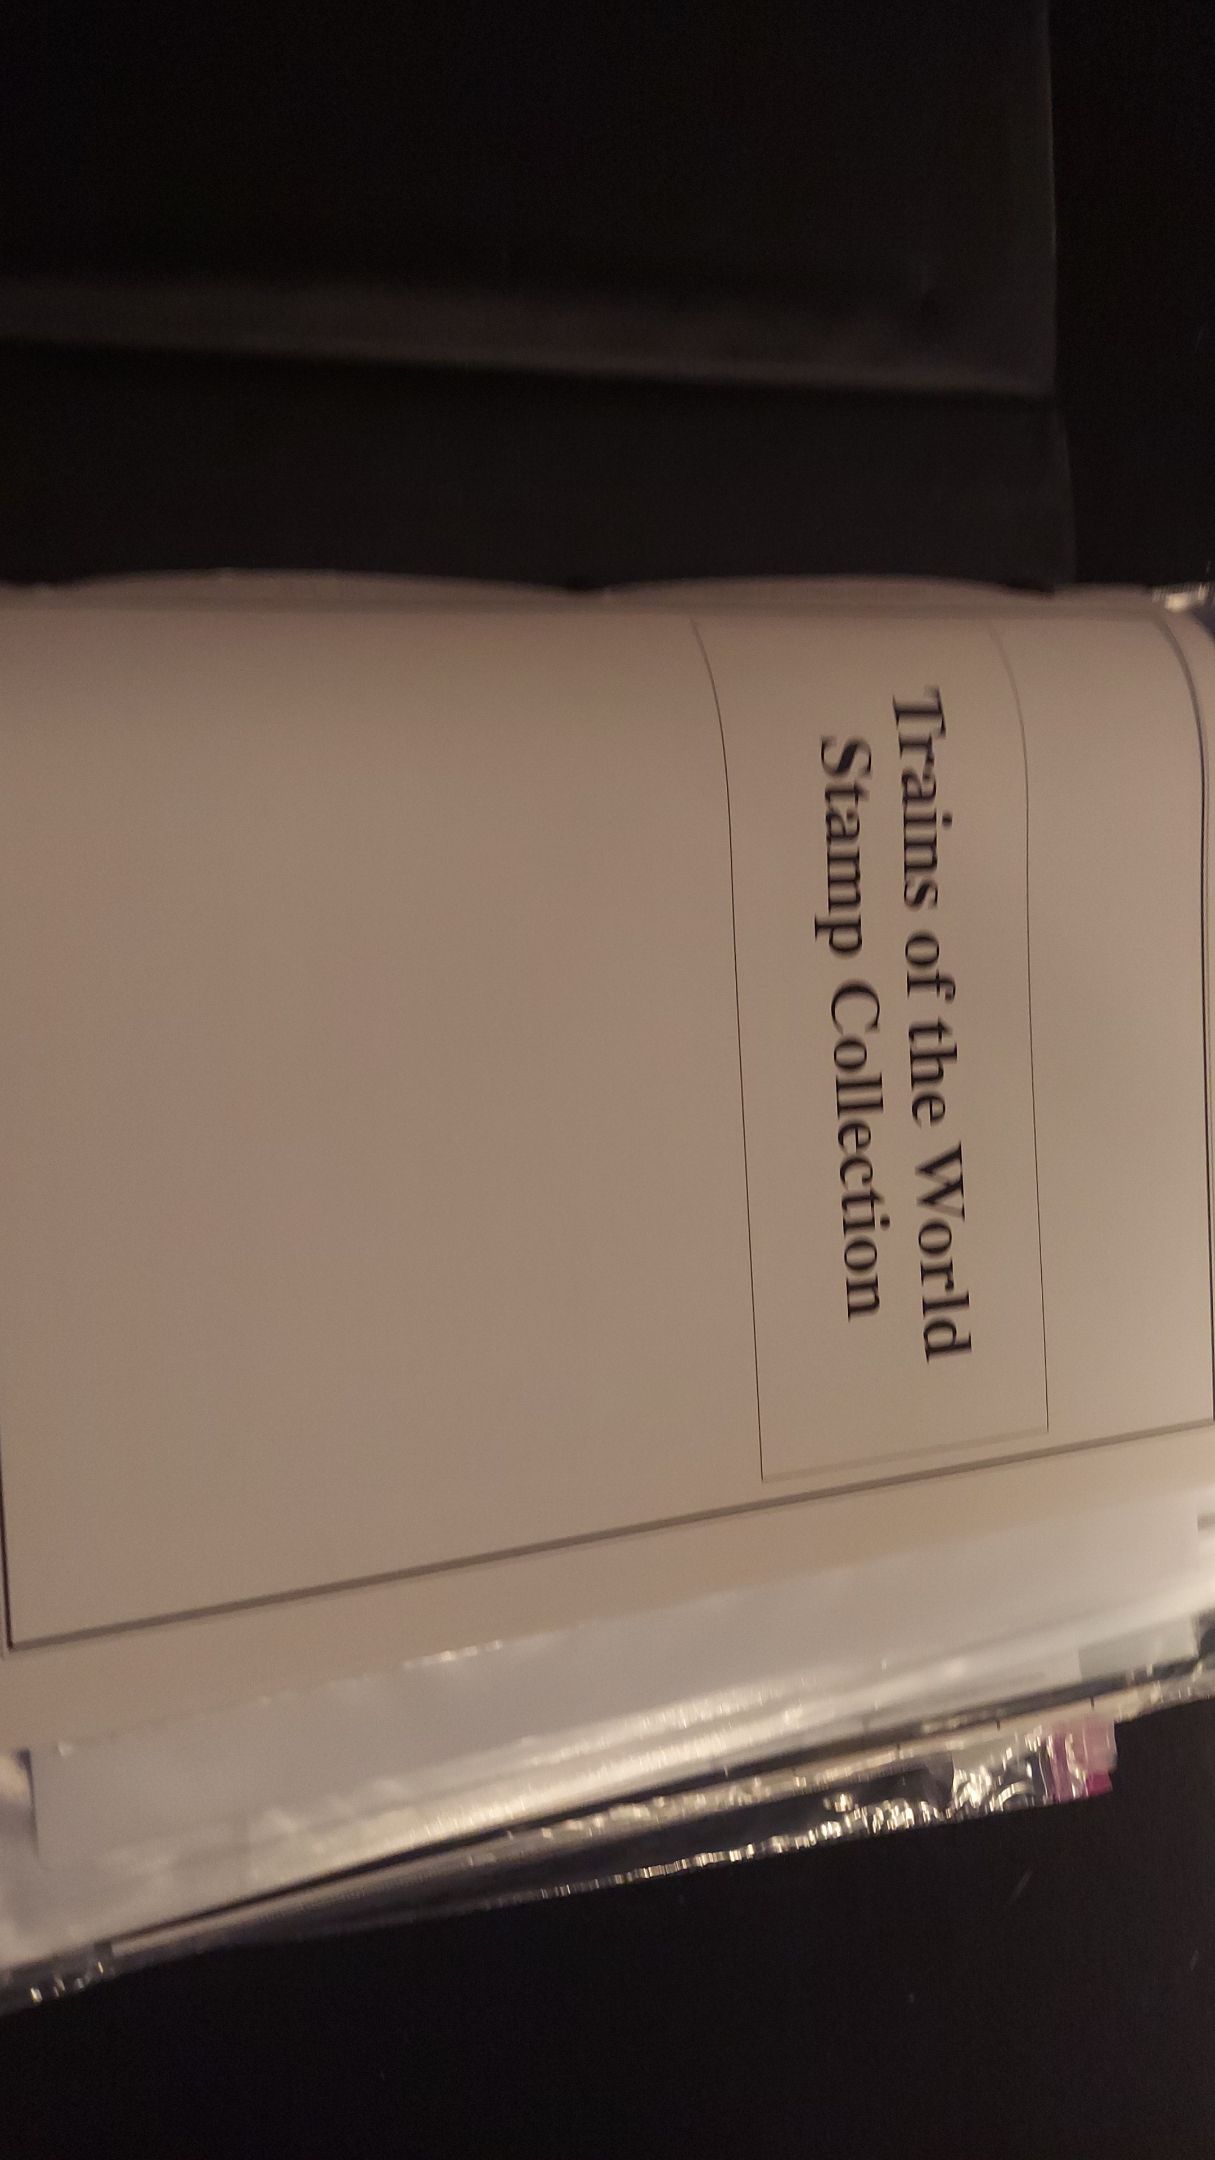 Trains of the World
Stamp Collection